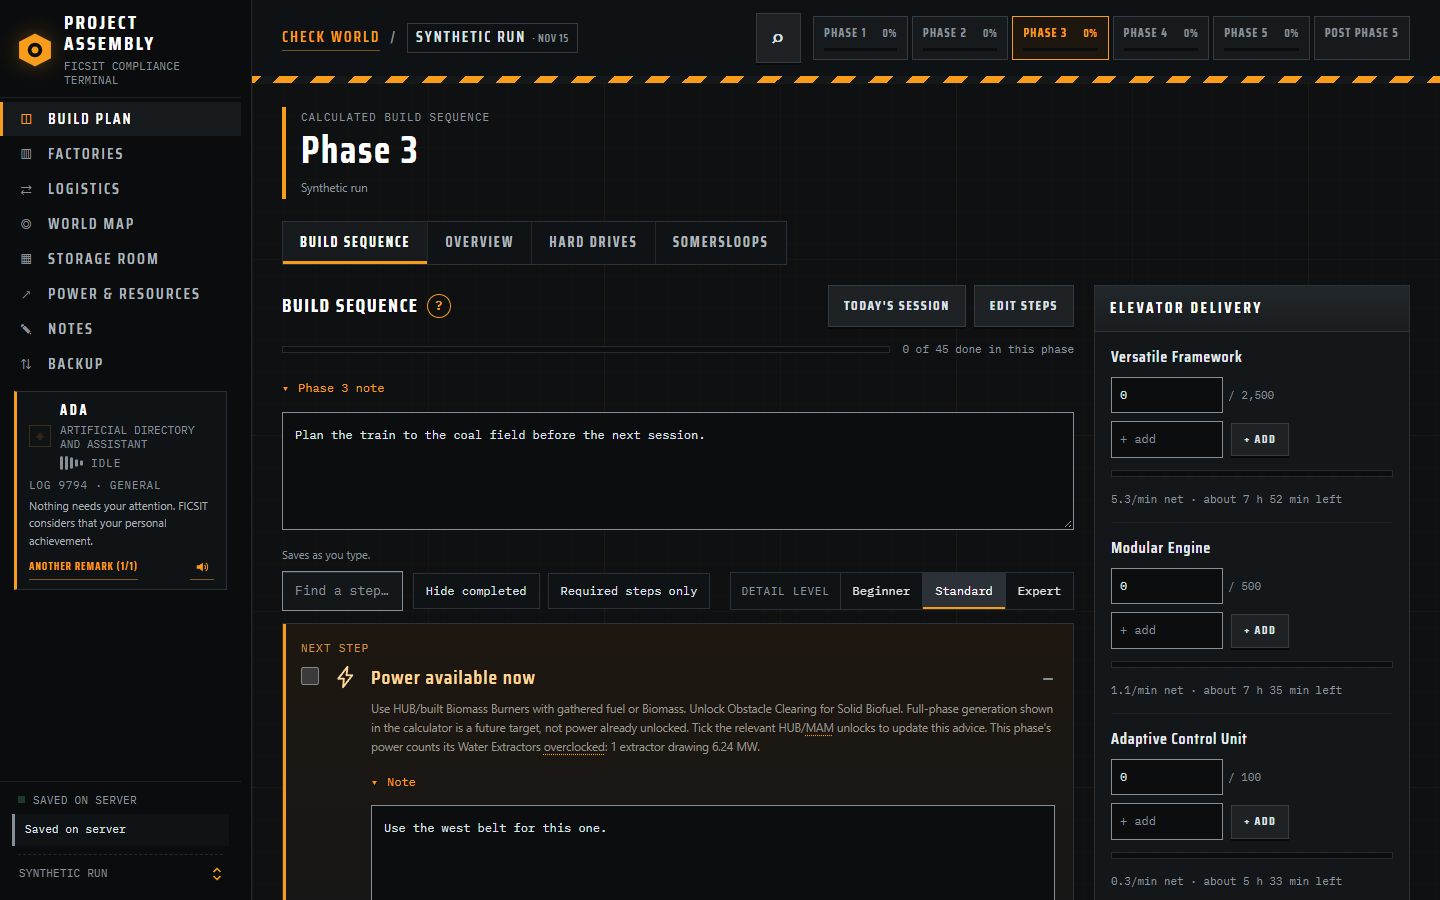 PROJECT
ASSEMBLY
FICSIT COMPLIANCE
TERMINAL
BUILD PLAN
FACTORIES
LOGISTICS
WORLD MAP
STORAGE ROOM
POWER & RESOURCES
NOTES
BACKUP
ADA
ARTIFICIAL DIRECTORY
AND ASSISTANT
IDLE
LOG 9794 · GENERAL
Nothing needs your attention. FICSIT
considers that your personal
achievement.
ANOTHER REMARK (1/1)
SAVED ON SERVER
Saved on server
SYNTHETIC RUN
CHECK WORLD / SYNTHETIC RUN · NOV 15
PHASE 1 0%
PHASE 2 0%
PHASE 3 0%
PHASE 4 0%
PHASE 5 0%
POST PHASE 5
CALCULATED BUILD SEQUENCE
Phase 3
Synthetic run
BUILD SEQUENCE
OVERVIEW
HARD DRIVES
SOMERSLOOPS
BUILD SEQUENCE ?
TODAY'S SESSION
EDIT STEPS
0 of 45 done in this phase
Phase 3 note
Plan the train to the coal field before the next session.
Saves as you type.
Find a step…
Hide completed
Required steps only
DETAIL LEVEL
Beginner
Standard
Expert
NEXT STEP
Power available now
Use HUB/built Biomass Burners with gathered fuel or Biomass. Unlock Obstacle Clearing for Solid Biofuel. Full-phase generation shown
in the calculator is a future target, not power already unlocked. Tick the relevant HUB/MAM unlocks to update this advice. This phase's
power counts its Water Extractors overclocked: 1 extractor drawing 6.24 MW.
Note
Use the west belt for this one.
ELEVATOR DELIVERY
Versatile Framework
0 / 2,500
+ add
+ ADD
5.3/min net · about 7 h 52 min left
Modular Engine
0 / 500
+ add
+ ADD
1.1/min net · about 7 h 35 min left
Adaptive Control Unit
0 / 100
+ add
+ ADD
0.3/min net · about 5 h 33 min left